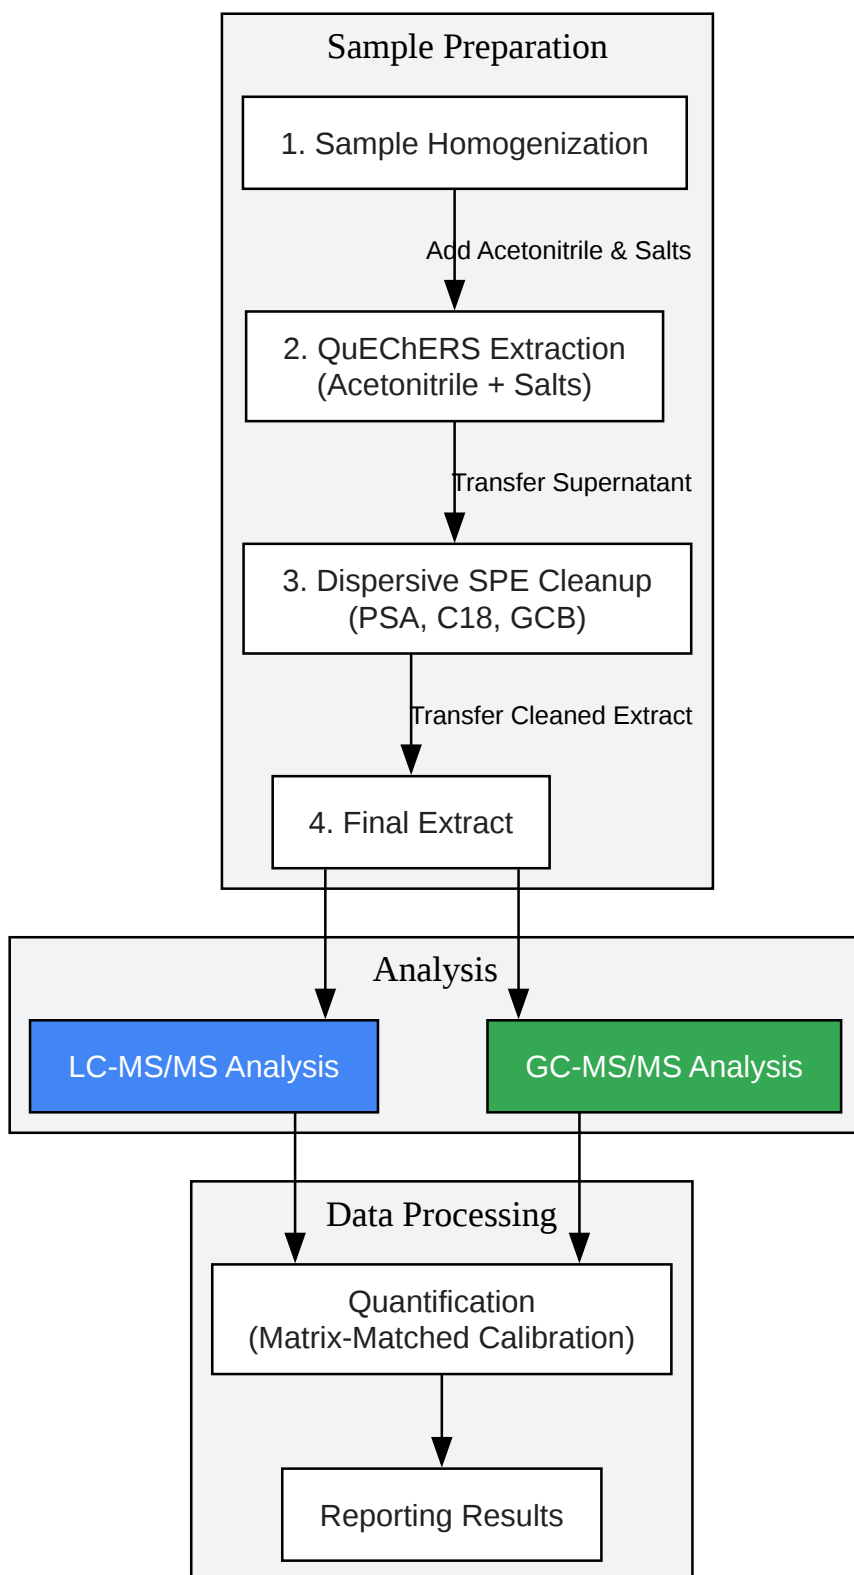 Sample Preparation
1. Sample Homogenization
Add Acetonitrile & Salts
2. QuEChERS Extraction
(Acetonitrile + Salts)
Transfer Supernatant
3. Dispersive SPE Cleanup
(PSA, C18, GCB)
Transfer Cleaned Extract
4. Final Extract
Analysis
LC-MS/MS Analysis
GC-MS/MS Analysis
Data Processing
Quantification
(Matrix-Matched Calibration)
Reporting Results